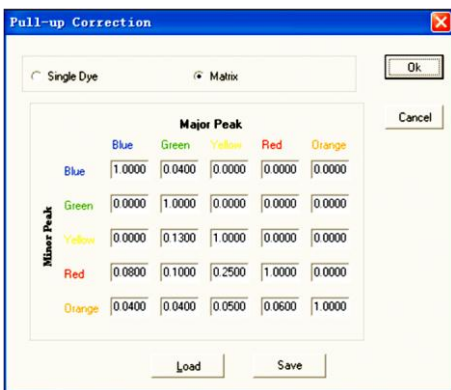 Pull-up Correction
Single Dye Matrix Ok
Cancel
Major Peak
Blue Green Yellow Red Orange
Minor Peak
Blue 1.0000 0.0400 0.0000 0.0000 0.0000
Green 0.0000 1.0000 0.0000 0.0000 0.0000
Yellow 0.0000 0.1300 1.0000 0.0000 0.0000
Red 0.0800 0.1000 0.2500 1.0000 0.0000
Orange 0.0400 0.0400 0.0500 0.0600 1.0000
Load Save